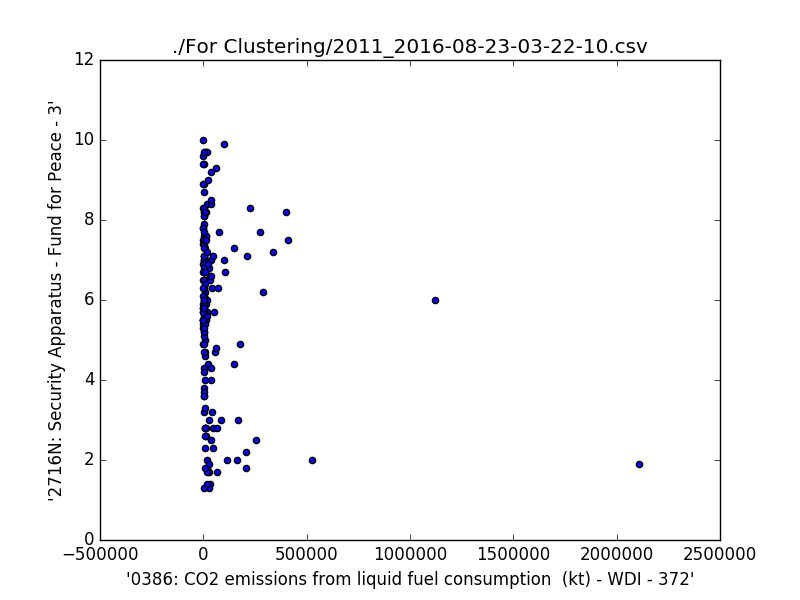 ./For Clustering/2011_2016-08-23-03-22-10.csv
12
10
8
6
4
2
0
'2716N: Security Apparatus - Fund for Peace - 3'
−500000 0 500000 1000000 1500000 2000000 2500000
'0386: CO2 emissions from liquid fuel consumption  (kt) - WDI - 372'